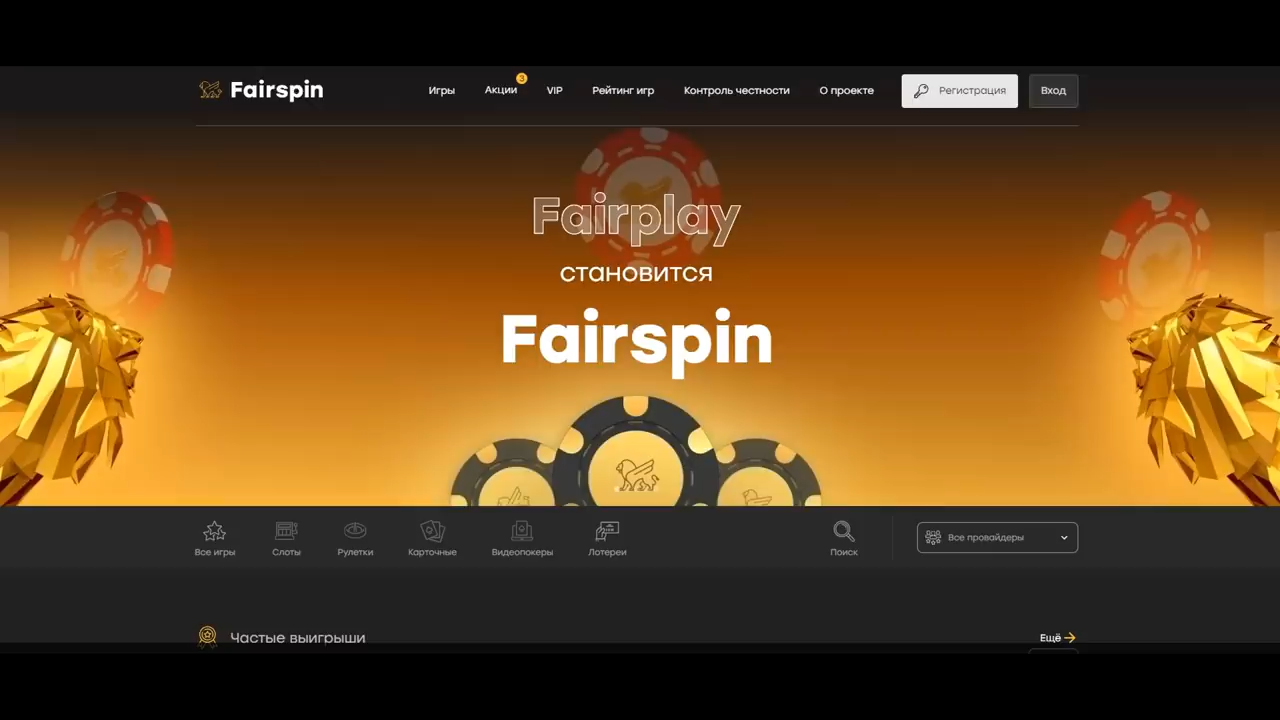 Fairspin
Игры
Акции
3
VIP
Рейтинг игр
Контроль честности
О проекте
Регистрация
Вход
Fairplay
становится
Fairspin
Все игры
Слоты
Рулетки
Карточные
Видеопокеры
Лотереи
Поиск
Все провайдеры
Частые выигрыши
Ещё